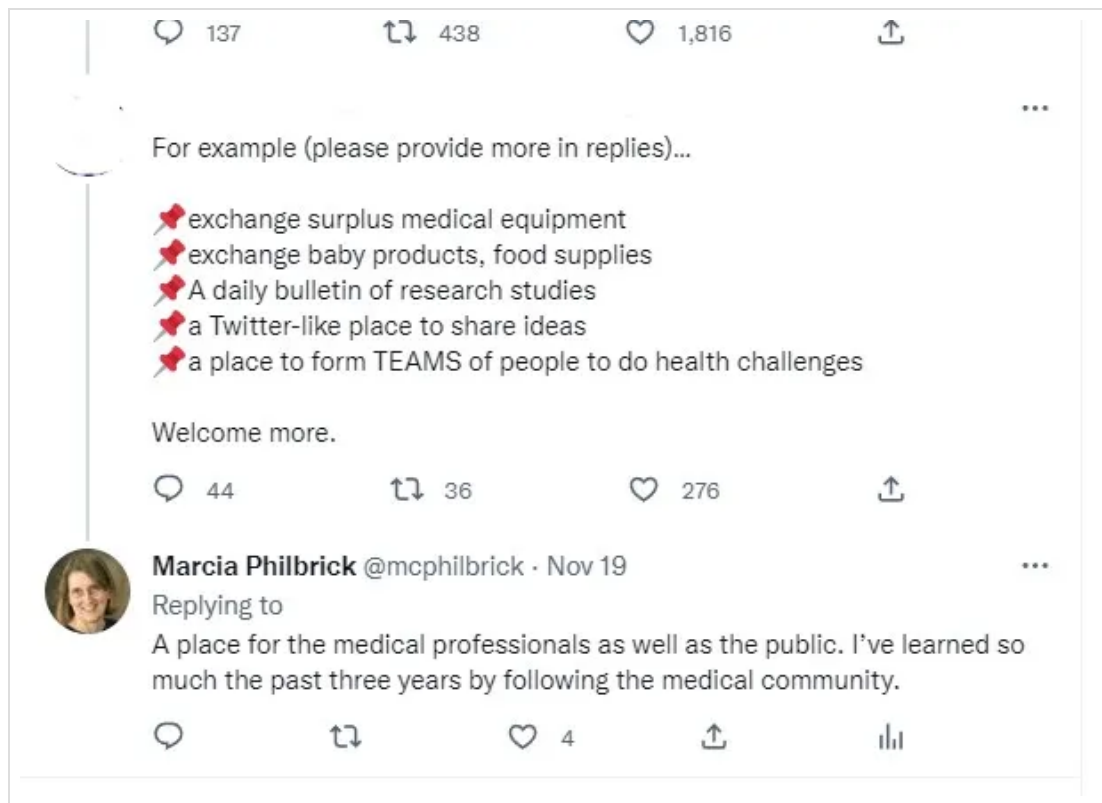 137 438 1,816
For example (please provide more in replies)...
📌exchange surplus medical equipment
📌exchange baby products, food supplies
📌A daily bulletin of research studies
📌a Twitter-like place to share ideas
📌a place to form TEAMS of people to do health challenges
Welcome more.
44 36 276
Marcia Philbrick @mcphilbrick · Nov 19
Replying to
A place for the medical professionals as well as the public. I’ve learned so
much the past three years by following the medical community.
4